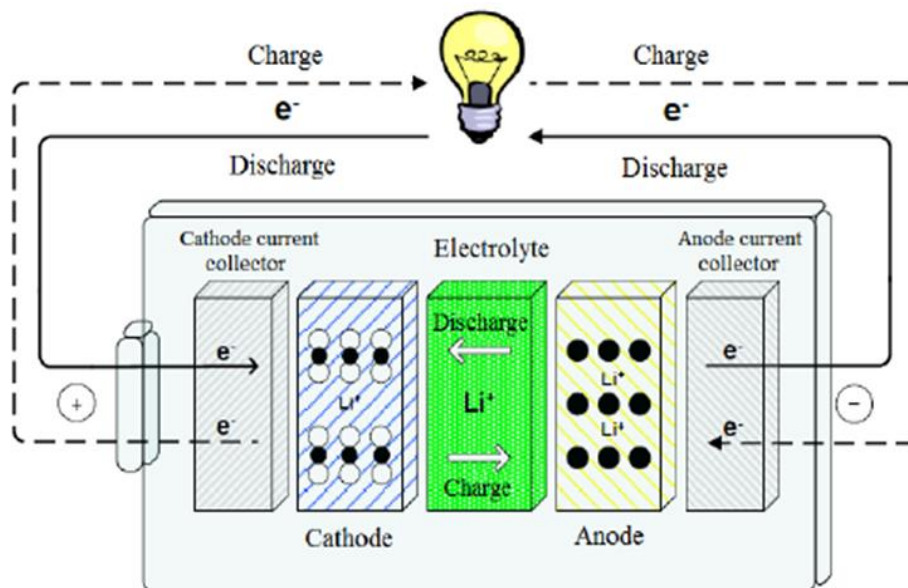 Charge
Charge
e⁻
e⁻
Discharge
Discharge
Cathode current
collector
Electrolyte
Anode current
collector
Discharge
e⁻
e⁻
Li⁺
Li⁺
Li⁺
Li⁺
+
−
e⁻
e⁻
Charge
Cathode
Anode